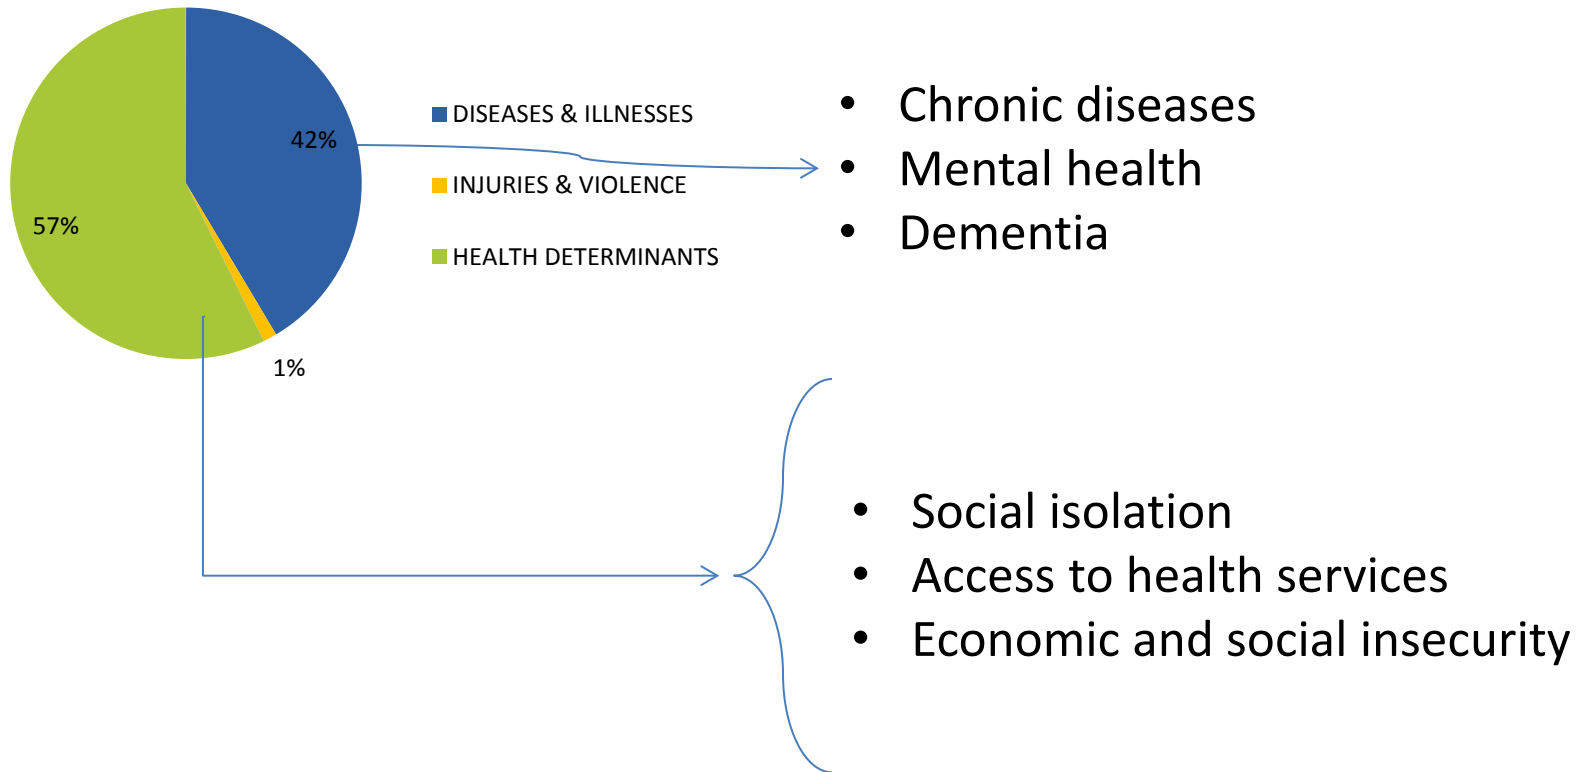 42%
57%
1%
DISEASES & ILLNESSES
INJURIES & VIOLENCE
HEALTH DETERMINANTS
• Chronic diseases
• Mental health
• Dementia
• Social isolation
• Access to health services
• Economic and social insecurity